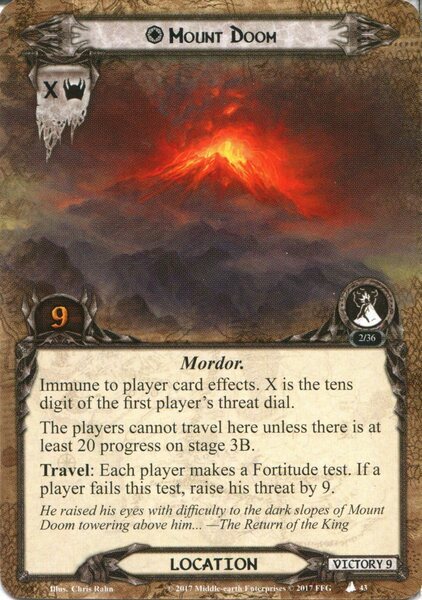 Mount Doom
X
9
2/36
Mordor.
Immune to player card effects. X is the tens
digit of the first player's threat dial.
The players cannot travel here unless there is
at least 20 progress on stage 3B.
Travel: Each player makes a Fortitude test. If a
player fails this test, raise his threat by 9.
He raised his eyes with difficulty to the dark slopes of Mount
Doom towering above him... —The Return of the King
LOCATION
VICTORY 9
Illus. Chris Rahn
© 2017 Middle-earth Enterprises © 2017 FFG
43